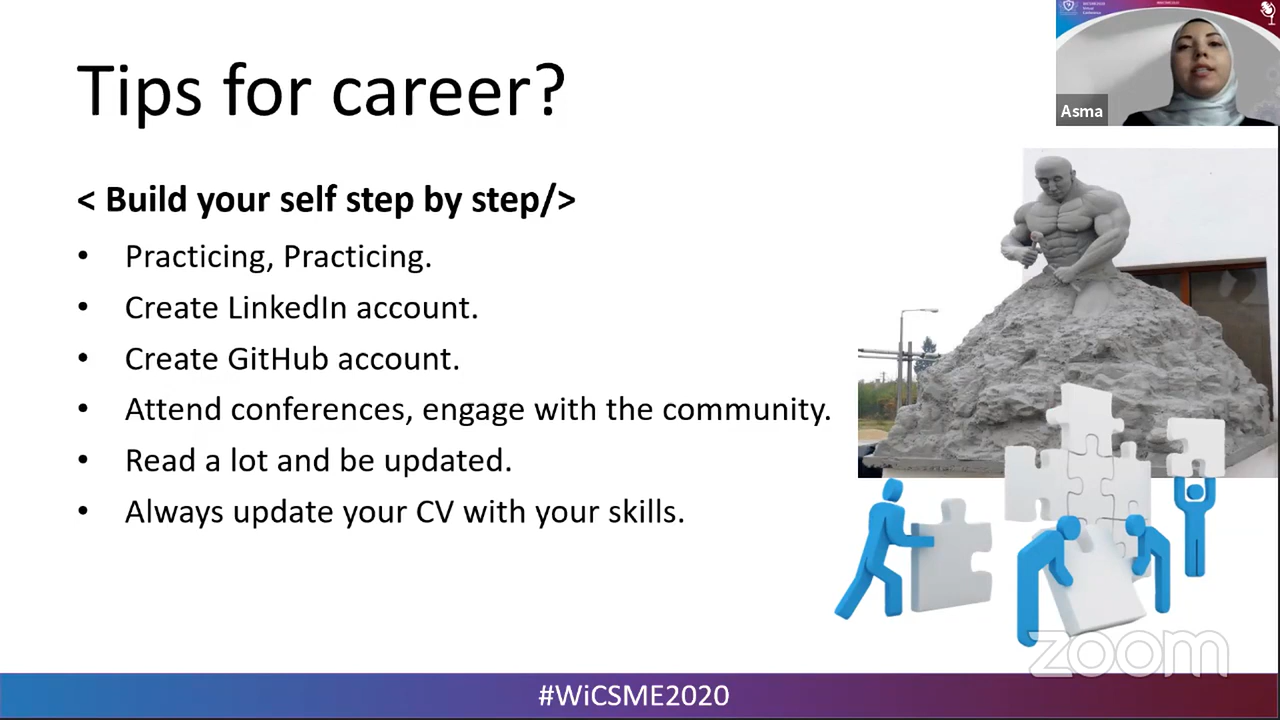 Tips for career?
Asma
< Build your self step by step/>
• Practicing, Practicing.
• Create LinkedIn account.
• Create GitHub account.
• Attend conferences, engage with the community.
• Read a lot and be updated.
• Always update your CV with your skills.
zoom
#WiCSME2020